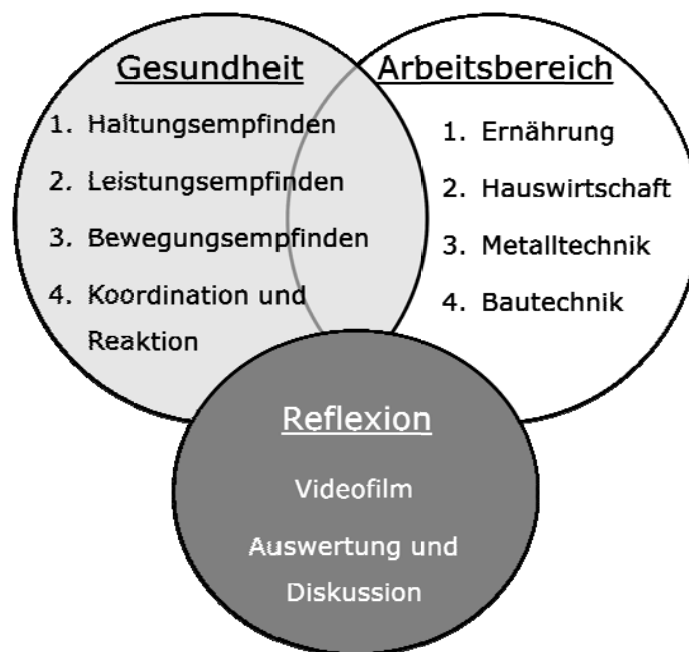 Gesundheit
1. Haltungsempfinden
2. Leistungsempfinden
3. Bewegungsempfinden
4. Koordination und
Reaktion
Arbeitsbereich
1. Ernährung
2. Hauswirtschaft
3. Metalltechnik
4. Bautechnik
Reflexion
Videofilm
Auswertung und
Diskussion